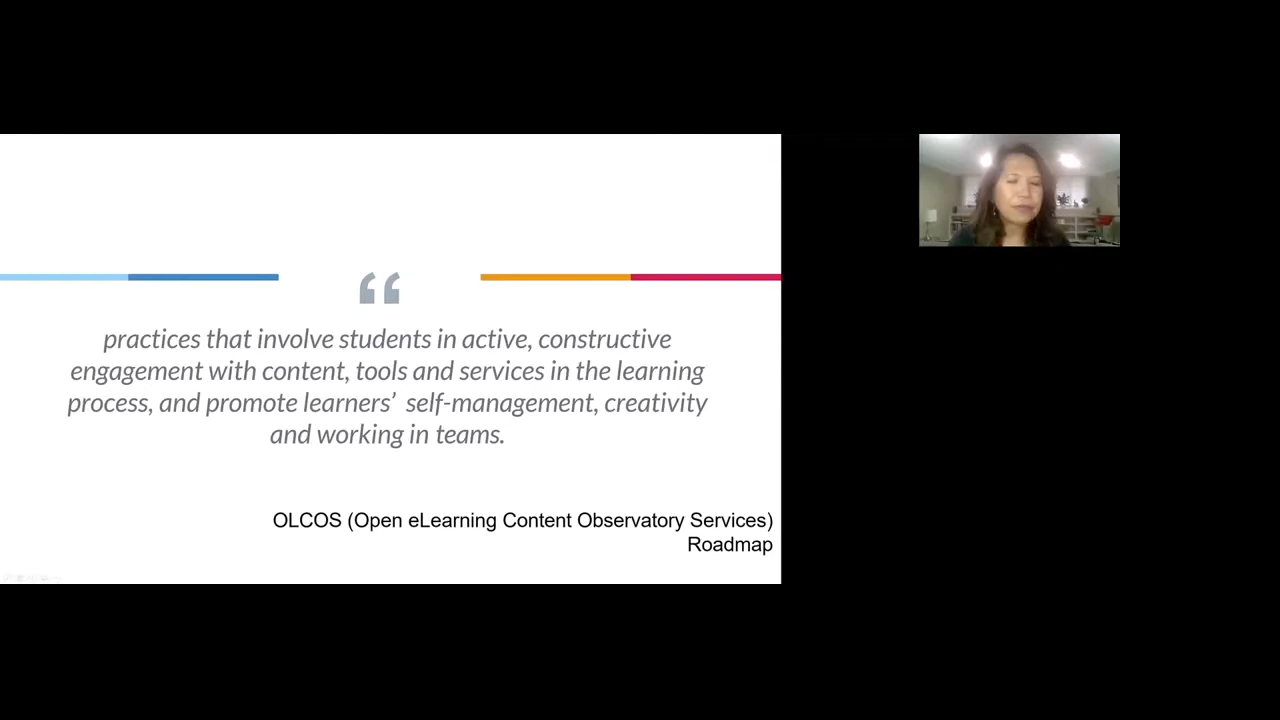 “
practices that involve students in active, constructive
engagement with content, tools and services in the learning
process, and promote learners’ self-management, creativity
and working in teams.
OLCOS (Open eLearning Content Observatory Services)
Roadmap